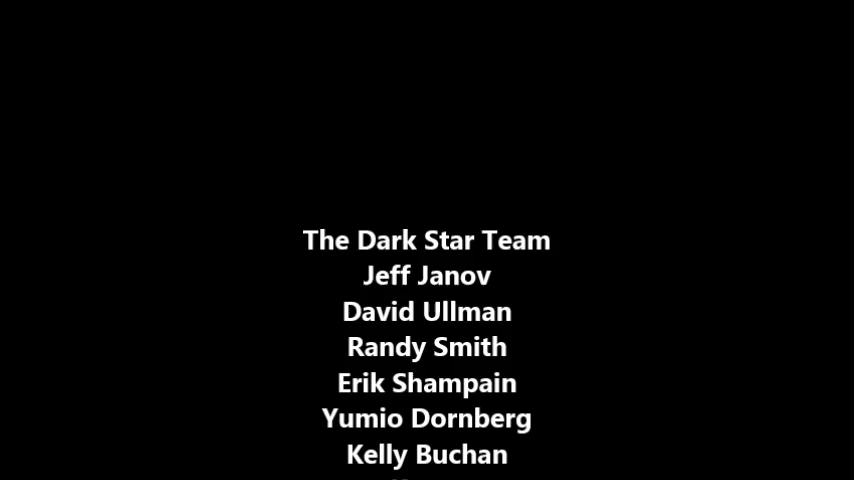 The Dark Star Team
Jeff Janov
David Ullman
Randy Smith
Erik Shampain
Yumio Dornberg
Kelly Buchan